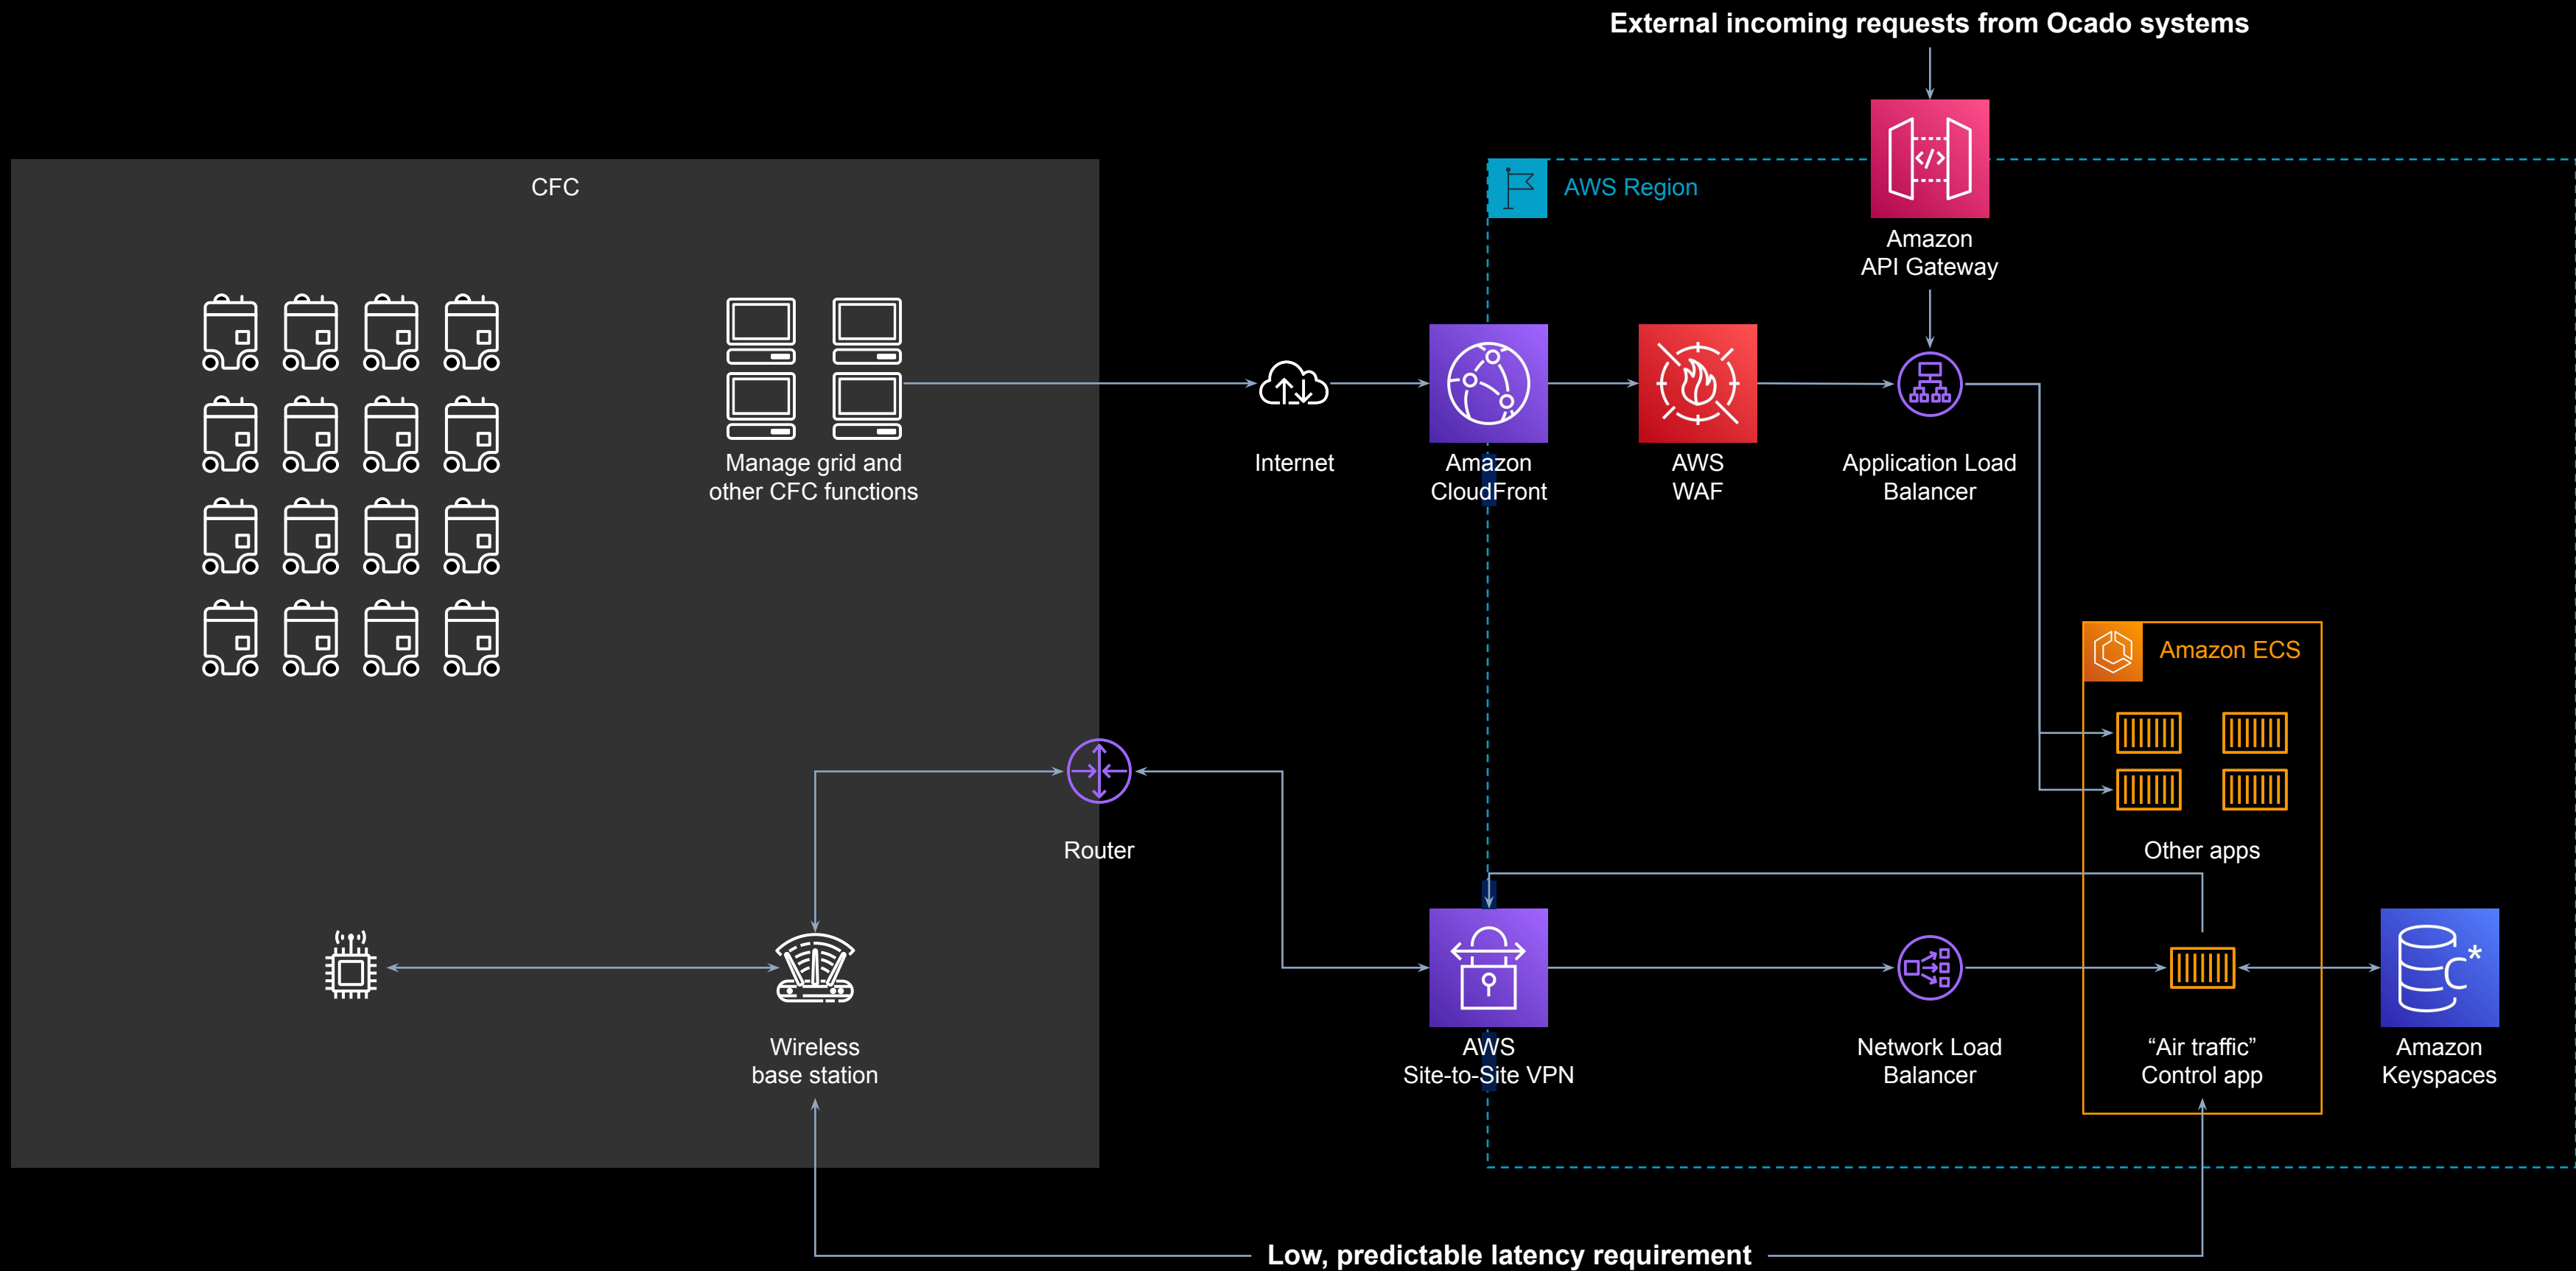 External incoming requests from Ocado systems
CFC
AWS Region
Amazon
API Gateway
Manage grid and
other CFC functions
Internet
Amazon
CloudFront
AWS
WAF
Application Load
Balancer
Amazon ECS
Other apps
Router
C*
Wireless
base station
AWS
Site-to-Site VPN
Network Load
Balancer
“Air traffic”
Control app
Amazon
Keyspaces
Low, predictable latency requirement